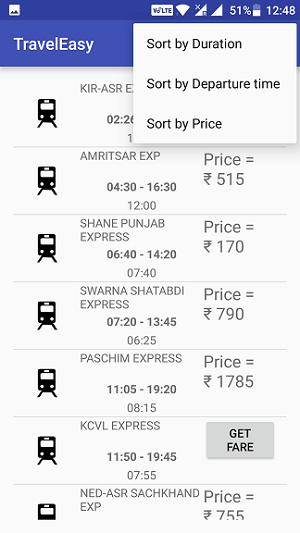 VoLTE 51% 12:48
TravelEasy
Sort by Duration
Sort by Departure time
Sort by Price
KIR-ASR
02:26
AMRITSAR EXP
04:30 - 16:30
12:00
Price =
₹ 515
SHANE PUNJAB
EXPRESS
06:40 - 14:20
07:40
Price =
₹ 170
SWARNA SHATABDI
EXPRESS
07:20 - 13:45
06:25
Price =
₹ 790
PASCHIM EXPRESS
11:05 - 19:20
08:15
Price =
₹ 1785
KCVL EXPRESS
11:50 - 19:45
07:55
GET
FARE
NED-ASR SACHKHAND
EXP
Price =
₹ 755